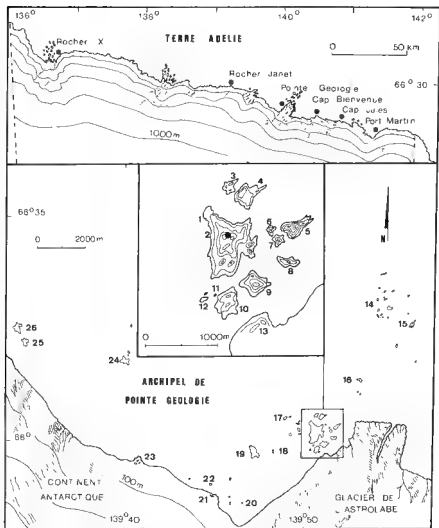 136° 138° 140° 142°
Rocher X
TERRE ADELIE
0 50 km
Rocher Janet
66° 30
Pointe Geologie
Cap Bienvenue
Cap Jules
Port Martin
1000m
66° 35
0 2000m
N
3
4
1
2
6
5
7
8
9
11
12
10
13
0 1000m
14
15
16
26
25
24
ARCHIPEL DE
POINTE GEOLOGIE
17
66°
19
18
23
22
21
20
CONTINENT
ANTARCTIQUE
100m
139° 40
139° 50
GLACIER DE
L ASTROLABE